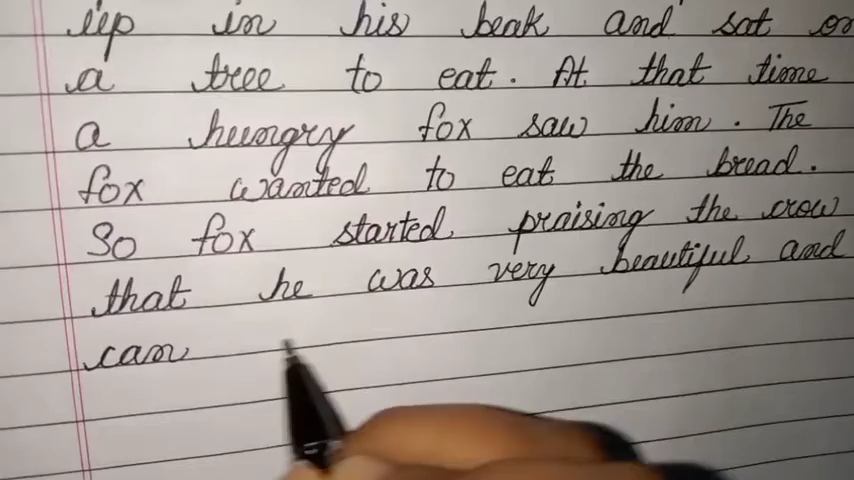 up in his beak and sat on
a tree to eat. At that time
a hungry fox saw him. The
fox wanted to eat the bread.
So fox started praising the crow
that he was very beautiful and
can